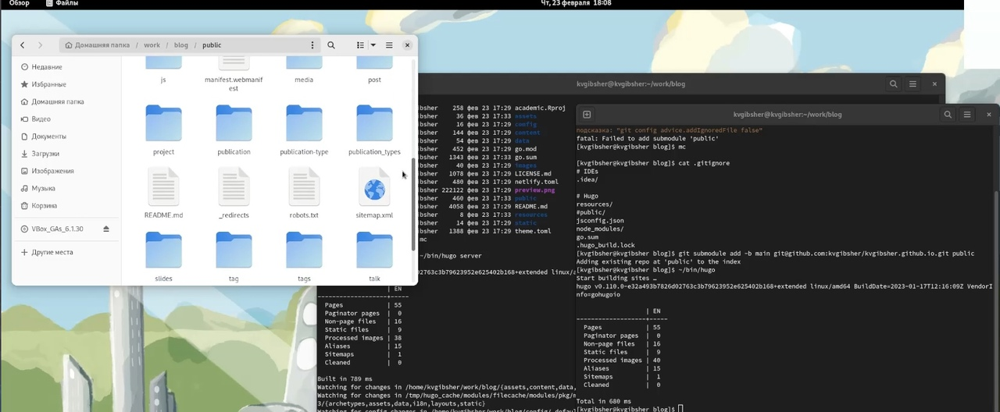 Обзор Файлы Чт, 23 февраля 18:08
Домашняя папка / work / blog / public
Недавние
Избранные
Домашняя папка
Видео
Документы
Загрузки
Изображения
Музыка
Корзина
VBox_GAs_6.1.30
Другие места
js manifest.webmanif
est media post
project publication publication-type publication_types
README.md _redirects robots.txt sitemap.xml
slides tag tags talk
kvgibsher@kvgibsher:~/work/blog
ibsher 258 фев 23 17:29 academic.Rproj
ibsher 36 фев 23 17:33 assets
ibsher 16 фев 23 17:29 config
ibsher 144 фев 23 17:29 content
ibsher 54 фев 23 17:29 data
ibsher 452 фев 23 17:29 go.mod
ibsher 1343 фев 23 17:33 go.sum
ibsher 40 фев 23 17:29 images
ibsher 1078 фев 23 17:29 LICENSE.md
ibsher 480 фев 23 17:29 netlify.toml
ibsher 222122 фев 23 17:29 preview.png
ibsher 460 фев 23 17:33 public
ibsher 4058 фев 23 17:29 README.md
ibsher 8 фев 23 17:33 resources
ibsher 14 фев 23 17:33 static
ibsher 1388 фев 23 17:29 theme.toml
mc
~/bin/hugo server
02763c3b79623952e625402b168+extended linux/a
| EN
-------------------+-----
Pages | 55
Paginator pages | 0
Non-page files | 16
Static files | 9
Processed images | 38
Aliases | 15
Sitemaps | 1
Cleaned | 0
Built in 789 ms
Watching for changes in /home/kvgibsher/work/blog/{assets,content,data,
Watching for changes in /tmp/hugo_cache/modules/filecache/modules/pkg/m
3/{archetypes,assets,data,i18n,layouts,static}
Watching for config changes in /home/kvgibsher/work/blog/config/_defaul
kvgibsher@kvgibsher:~/work/blog
подсказка: "git config advice.addIgnoredFile false"
fatal: Failed to add submodule 'public'
[kvgibsher@kvgibsher blog]$ mc
[kvgibsher@kvgibsher blog]$ cat .gitignore
# IDEs
.idea/
# Hugo
resources/
#public/
jsconfig.json
node_modules/
go.sum
.hugo_build.lock
[kvgibsher@kvgibsher blog]$ git submodule add -b main git@github.com:kvgibsher/kvgibsher.github.io.git public
Adding existing repo at 'public' to the index
[kvgibsher@kvgibsher blog]$ ~/bin/hugo
Start building sites …
hugo v0.110.0-e32a493b7826d02763c3b79623952e625402b168+extended linux/amd64 BuildDate=2023-01-17T12:16:09Z VendorI
nfo=gohugoio
| EN
-------------------+-----
Pages | 55
Paginator pages | 0
Non-page files | 16
Static files | 9
Processed images | 40
Aliases | 15
Sitemaps | 1
Cleaned | 0
Total in 680 ms
[kvgibsher@kvgibsher blog]$